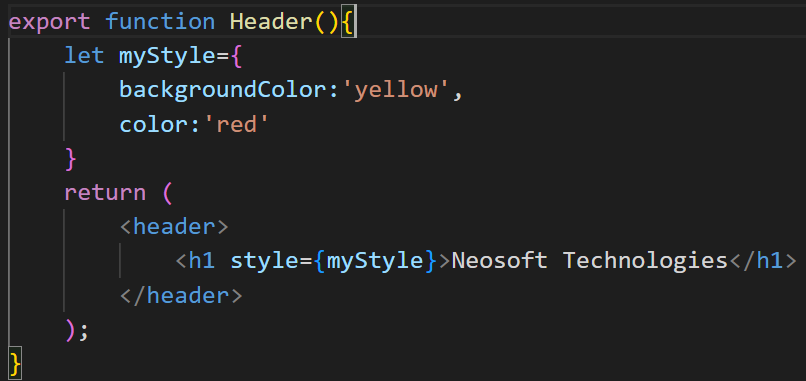 export function Header(){
    let myStyle={
        backgroundColor:'yellow',
        color:'red'
    }
    return (
        <header>
            <h1 style={myStyle}>Neosoft Technologies</h1>
        </header>
    );
}